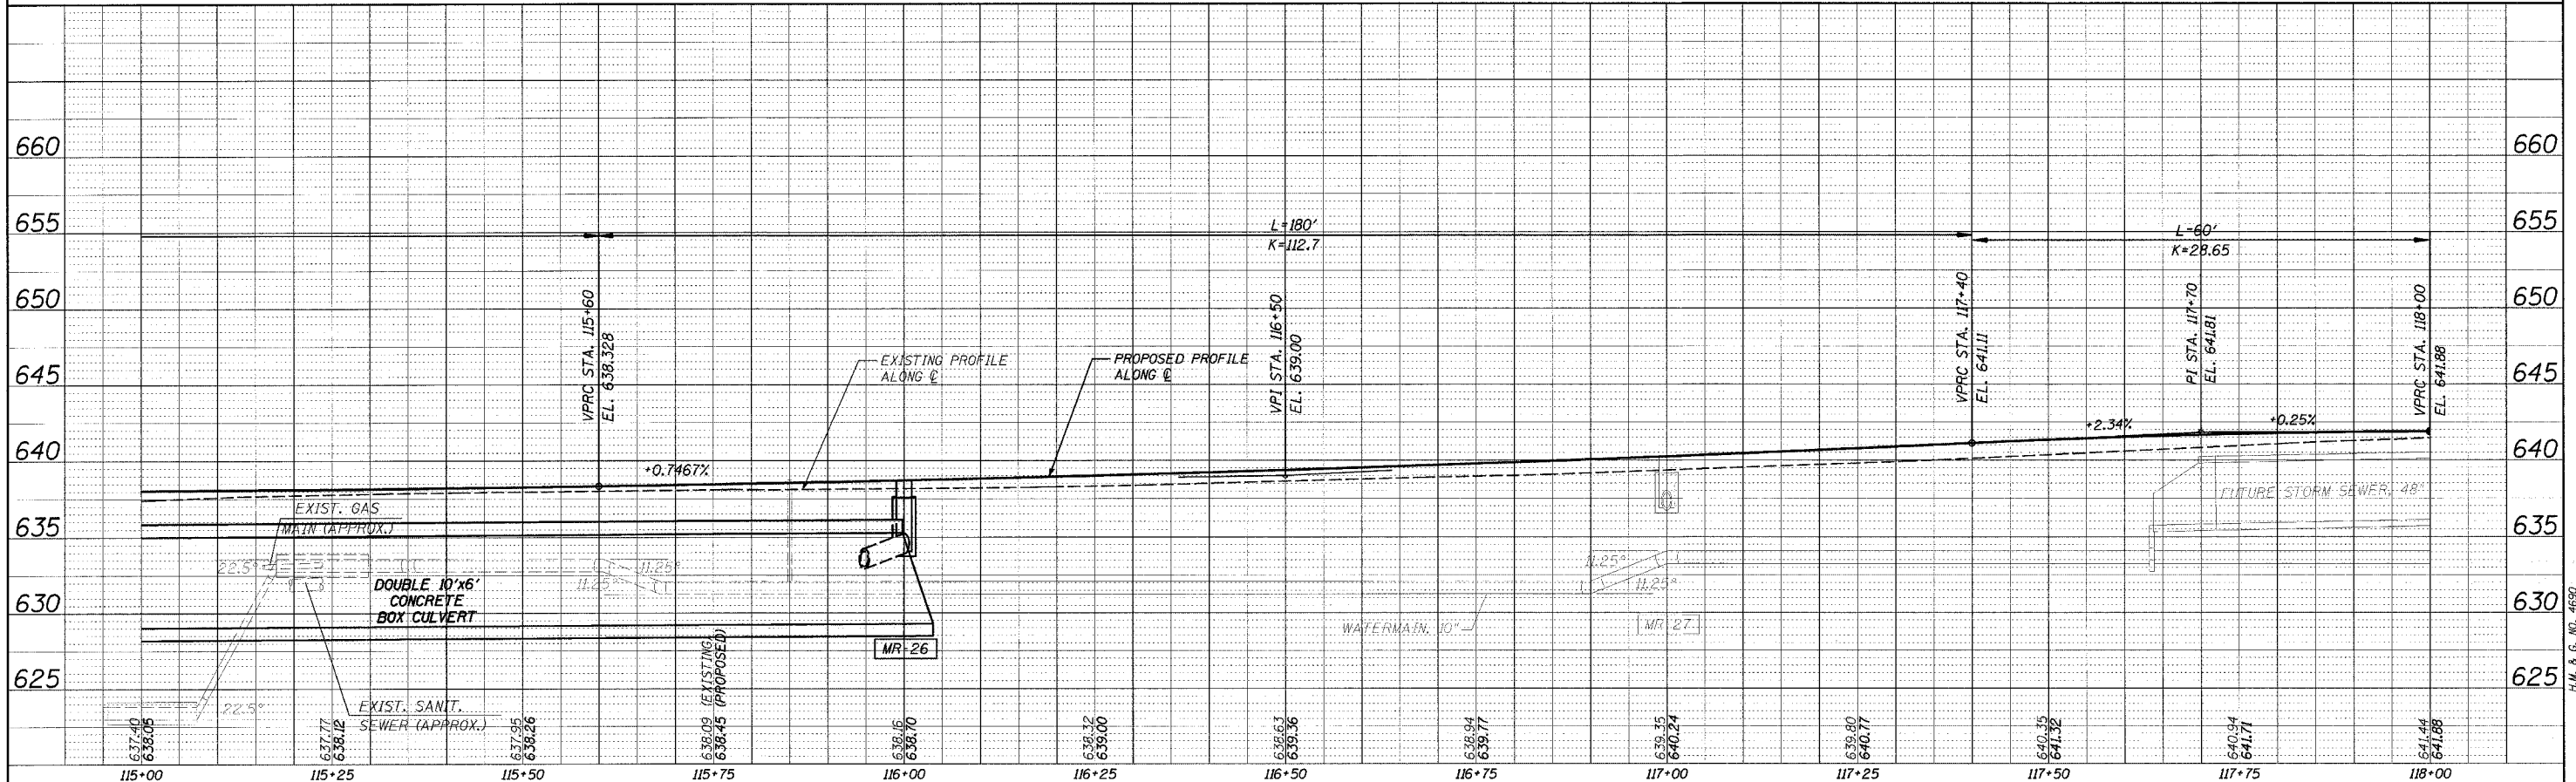 660
660
655
655
650
650
645
645
640
640
635
635
630
630
625
625
L=180'
K=112.7
L=60'
K=28.65
VPRC STA. 115+60
EL. 638.328
EXISTING PROFILE
ALONG ℄
PROPOSED PROFILE
ALONG ℄
VPI STA. 116+50
EL. 639.00
VPRC STA. 117+40
EL. 641.11
PI STA. 117+70
EL. 641.81
VPRC STA. 118+00
EL. 641.88
+0.7467%
+2.34%
+0.25%
EXIST. GAS
MAIN (APPROX.)
22.5°
22.5°
DOUBLE 10'x6'
CONCRETE
BOX CULVERT
11.25°
11.25°
11.25°
11.25°
FUTURE STORM SEWER, 48"
WATERMAIN, 10"
MR-26
MR-27
EXIST. SANIT.
SEWER (APPROX.)
637.40
638.05
637.77
638.12
637.95
638.26
638.09 (EXISTING)
638.45 (PROPOSED)
638.16
638.70
638.32
639.00
638.63
639.36
638.94
639.77
639.35
640.24
639.80
640.77
640.35
641.32
640.94
641.71
641.44
641.88
115+00
115+25
115+50
115+75
116+00
116+25
116+50
116+75
117+00
117+25
117+50
117+75
118+00
H.M. & G. NO. 4690